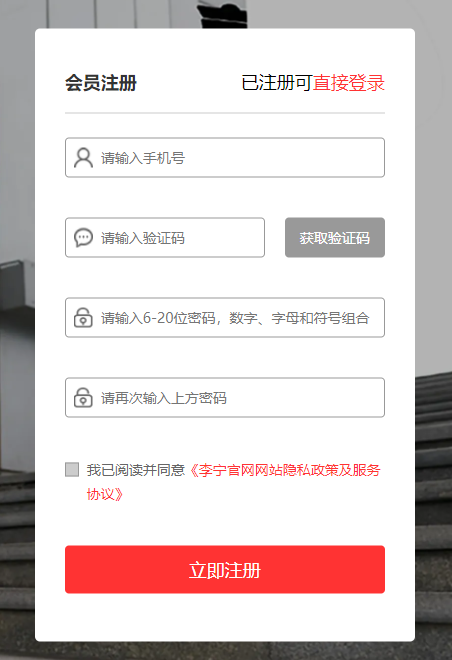 会员注册 已注册可直接登录
请输入手机号
请输入验证码 获取验证码
请输入6-20位密码，数字、字母和符号组合
请再次输入上方密码
我已阅读并同意《李宁官网网站隐私政策及服务
协议》
立即注册